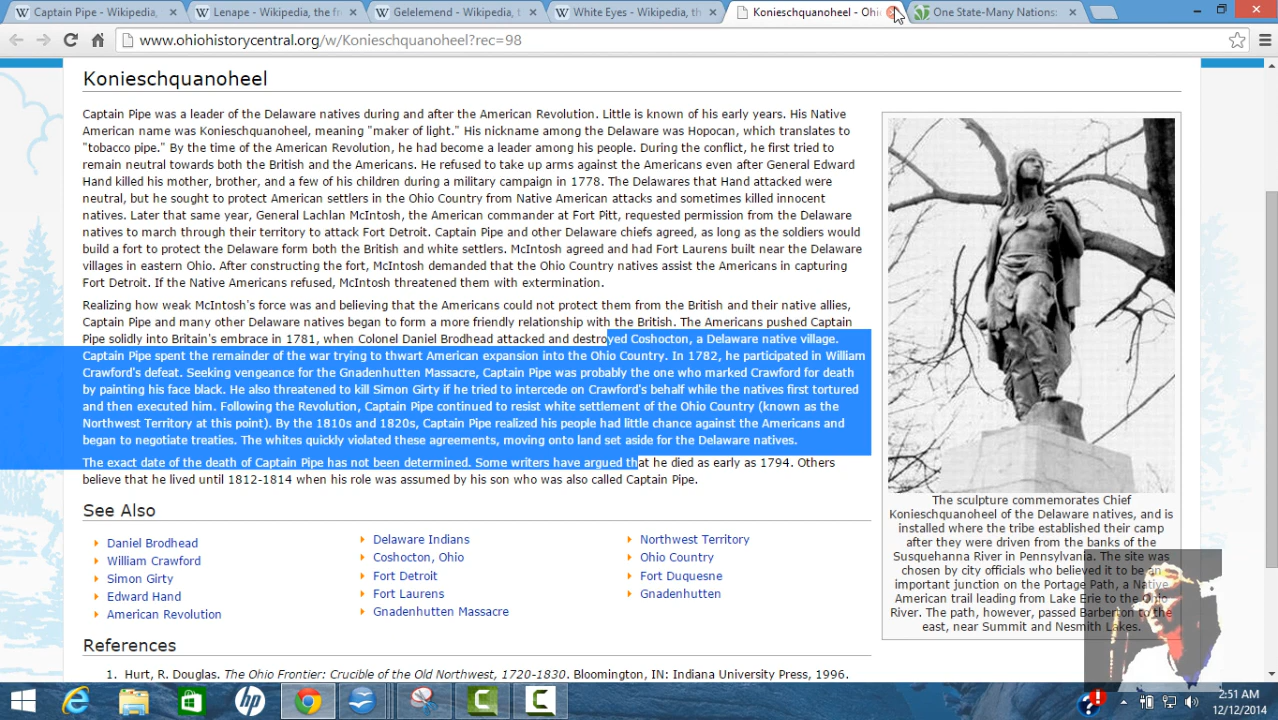 Captain Pipe - Wikipedia,
Lenape - Wikipedia, the fr
Gelelemend - Wikipedia, t
White Eyes - Wikipedia, th
Konieschquanoheel - Ohi
One State-Many Nations:
www.ohiohistorycentral.org/w/Konieschquanoheel?rec=98
Konieschquanoheel
Captain Pipe was a leader of the Delaware natives during and after the American Revolution. Little is known of his early years. His Native
American name was Konieschquanoheel, meaning "maker of light." His nickname among the Delaware was Hopocan, which translates to
"tobacco pipe." By the time of the American Revolution, he had become a leader among his people. During the conflict, he first tried to
remain neutral towards both the British and the Americans. He refused to take up arms against the Americans even after General Edward
Hand killed his mother, brother, and a few of his children during a military campaign in 1778. The Delawares that Hand attacked were
neutral, but he sought to protect American settlers in the Ohio Country from Native American attacks and sometimes killed innocent
natives. Later that same year, General Lachlan McIntosh, the American commander at Fort Pitt, requested permission from the Delaware
natives to march through their territory to attack Fort Detroit. Captain Pipe and other Delaware chiefs agreed, as long as the soldiers would
build a fort to protect the Delaware form both the British and white settlers. McIntosh agreed and had Fort Laurens built near the Delaware
villages in eastern Ohio. After constructing the fort, McIntosh demanded that the Ohio Country natives assist the Americans in capturing
Fort Detroit. If the Native Americans refused, McIntosh threatened them with extermination.
Realizing how weak McIntosh's force was and believing that the Americans could not protect them from the British and their native allies,
Captain Pipe and many other Delaware natives began to form a more friendly relationship with the British. The Americans pushed Captain
Pipe solidly into Britain's embrace in 1781, when Colonel Daniel Brodhead attacked and destroyed Coshocton, a Delaware native village.
Captain Pipe spent the remainder of the war trying to thwart American expansion into the Ohio Country. In 1782, he participated in William
Crawford's defeat. Seeking vengeance for the Gnadenhutten Massacre, Captain Pipe was probably the one who marked Crawford for death
by painting his face black. He also threatened to kill Simon Girty if he tried to intercede on Crawford's behalf while the natives first tortured
and then executed him. Following the Revolution, Captain Pipe continued to resist white settlement of the Ohio Country (known as the
Northwest Territory at this point). By the 1810s and 1820s, Captain Pipe realized his people had little chance against the Americans and
began to negotiate treaties. The whites quickly violated these agreements, moving onto land set aside for the Delaware natives.
The exact date of the death of Captain Pipe has not been determined. Some writers have argued that he died as early as 1794. Others
believe that he lived until 1812-1814 when his role was assumed by his son who was also called Captain Pipe.
The sculpture commemorates Chief
Konieschquanoheel of the Delaware natives, and is
installed where the tribe established their camp
after they were driven from the banks of the
Susquehanna River in Pennsylvania. The site was
chosen by city officials who believed it to be an
important junction on the Portage Path, a Native
American trail leading from Lake Erie to the Ohio
River. The path, however, passed Barberton to the
east, near Summit and Nesmith Lakes.
See Also
Daniel Brodhead
William Crawford
Simon Girty
Edward Hand
American Revolution
Delaware Indians
Coshocton, Ohio
Fort Detroit
Fort Laurens
Gnadenhutten Massacre
Northwest Territory
Ohio Country
Fort Duquesne
Gnadenhutten
References
1. Hurt, R. Douglas. The Ohio Frontier: Crucible of the Old Northwest, 1720-1830. Bloomington, IN: Indiana University Press, 1996.
2:51 AM
12/12/2014